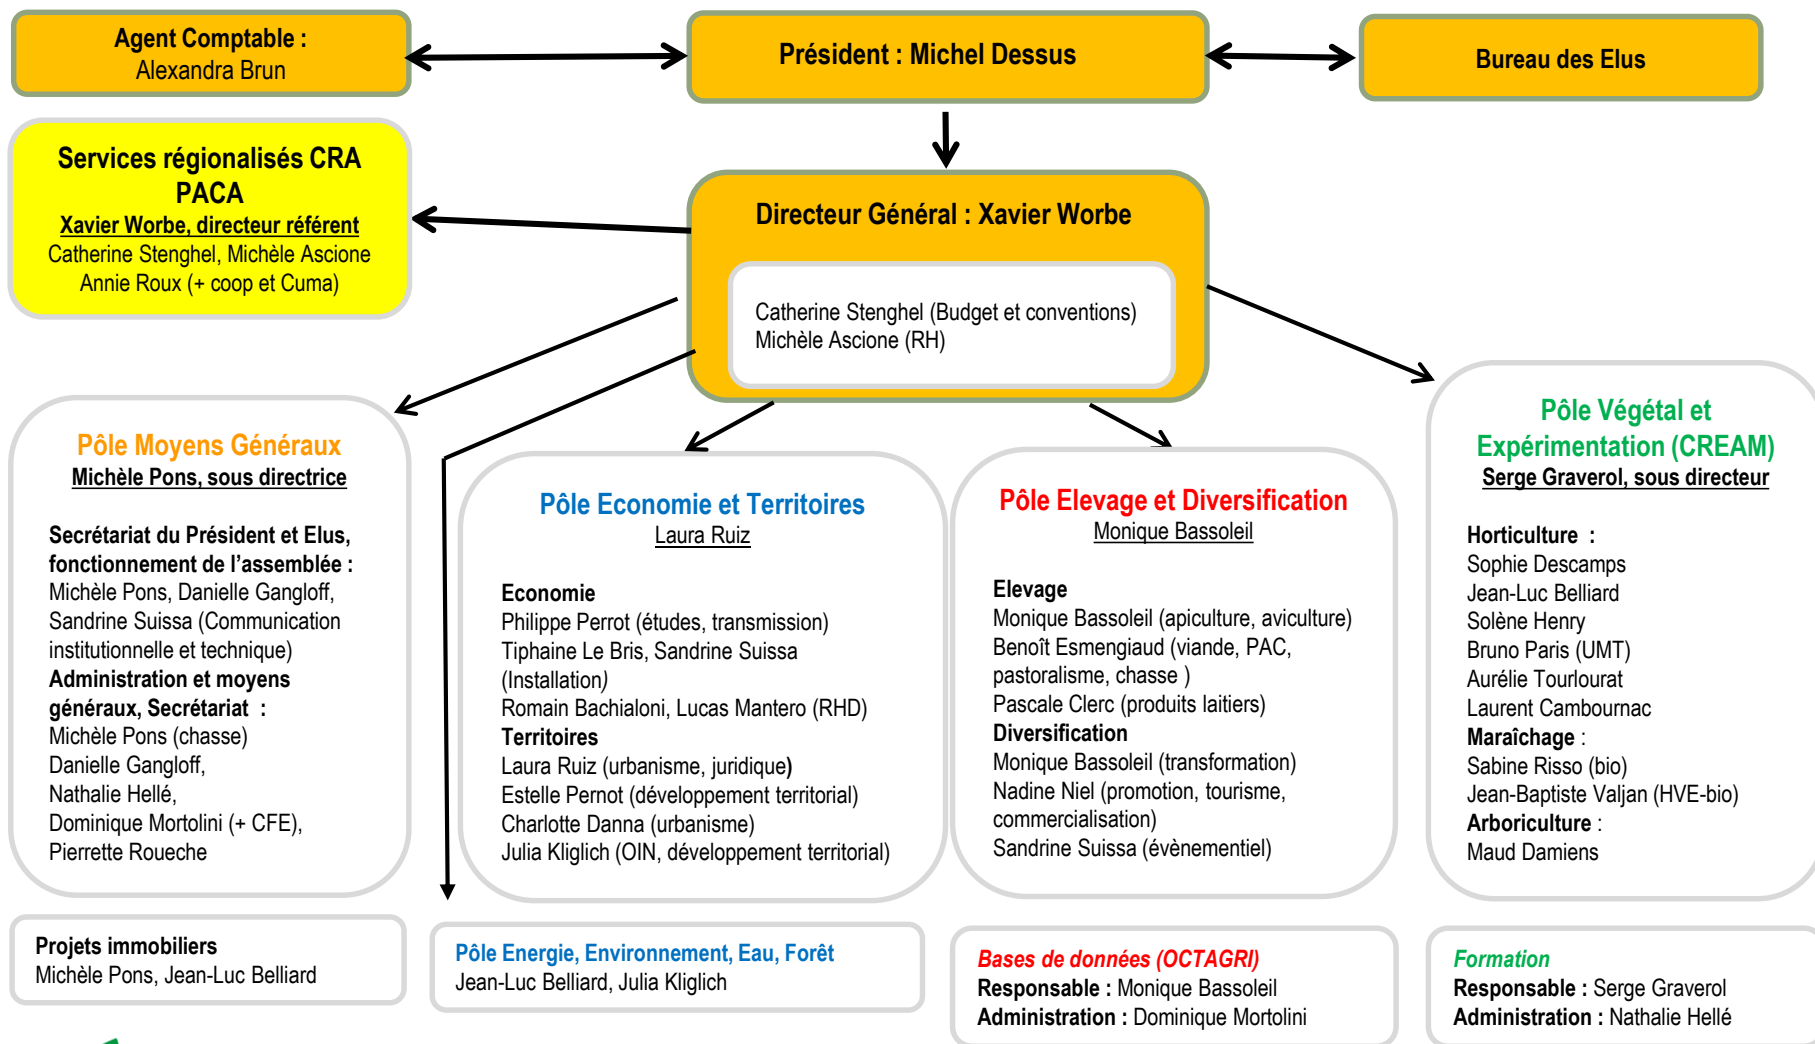 Agent Comptable :
Alexandra Brun
Président : Michel Dessus
Bureau des Elus
Services régionalisés CRA
PACA
Xavier Worbe, directeur référent
Catherine Stenghel, Michèle Ascione
Annie Roux (+ coop et Cuma)
Directeur Général : Xavier Worbe
Catherine Stenghel (Budget et conventions)
Michèle Ascione (RH)
Pôle Moyens Généraux
Michèle Pons, sous directrice
Secrétariat du Président et Elus,
fonctionnement de l'assemblée :
Michèle Pons, Danielle Gangloff,
Sandrine Suissa (Communication
institutionnelle et technique)
Administration et moyens
généraux, Secrétariat :
Michèle Pons (chasse)
Danielle Gangloff,
Nathalie Hellé,
Dominique Mortolini (+ CFE),
Pierrette Roueche
Pôle Economie et Territoires
Laura Ruiz
Economie
Philippe Perrot (études, transmission)
Tiphaine Le Bris, Sandrine Suissa
(Installation)
Romain Bachialoni, Lucas Mantero (RHD)
Territoires
Laura Ruiz (urbanisme, juridique)
Estelle Pernot (développement territorial)
Charlotte Danna (urbanisme)
Julia Kliglich (OIN, développement territorial)
Pôle Elevage et Diversification
Monique Bassoleil
Elevage
Monique Bassoleil (apiculture, aviculture)
Benoît Esmengiaud (viande, PAC,
pastoralisme, chasse )
Pascale Clerc (produits laitiers)
Diversification
Monique Bassoleil (transformation)
Nadine Niel (promotion, tourisme,
commercialisation)
Sandrine Suissa (évènementiel)
Pôle Végétal et
Expérimentation (CREAM)
Serge Graverol, sous directeur
Horticulture :
Sophie Descamps
Jean-Luc Belliard
Solène Henry
Bruno Paris (UMT)
Aurélie Tourlourat
Laurent Cambournac
Maraîchage :
Sabine Risso (bio)
Jean-Baptiste Valjan (HVE-bio)
Arboriculture :
Maud Damiens
Projets immobiliers
Michèle Pons, Jean-Luc Belliard
Pôle Energie, Environnement, Eau, Forêt
Jean-Luc Belliard, Julia Kliglich
Bases de données (OCTAGRI)
Responsable : Monique Bassoleil
Administration : Dominique Mortolini
Formation
Responsable : Serge Graverol
Administration : Nathalie Hellé